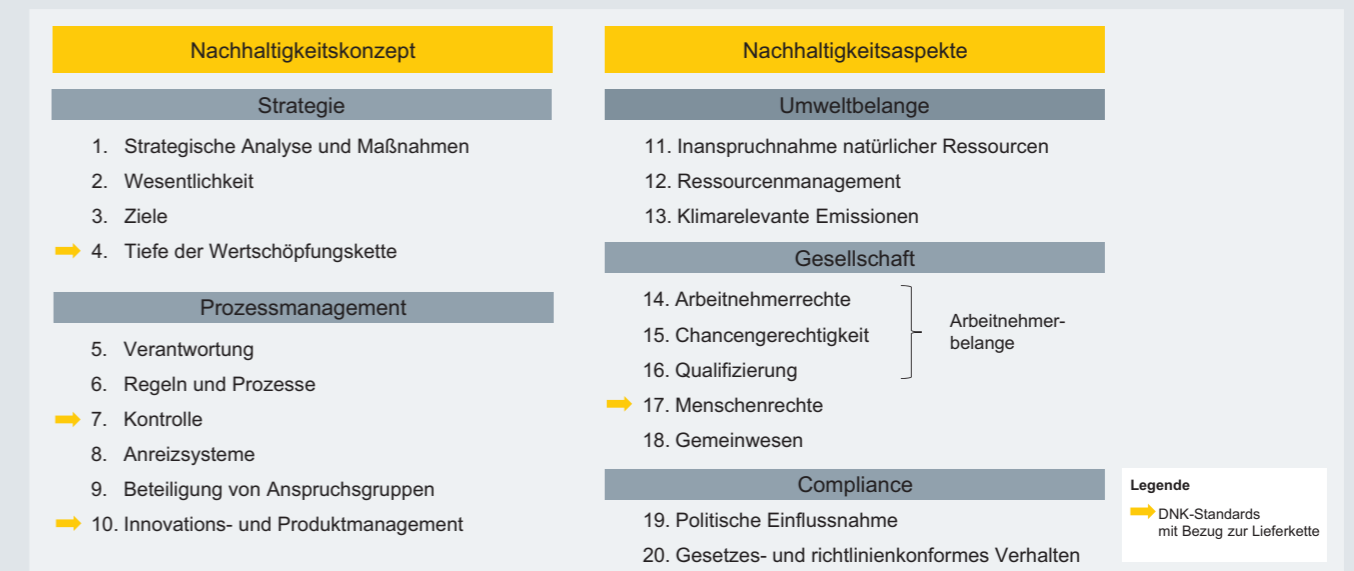 Nachhaltigkeitskonzept
Strategie
1. Strategische Analyse und Maßnahmen
2. Wesentlichkeit
3. Ziele
4. Tiefe der Wertschöpfungskette
Prozessmanagement
5. Verantwortung
6. Regeln und Prozesse
7. Kontrolle
8. Anreizsysteme
9. Beteiligung von Anspruchsgruppen
10. Innovations- und Produktmanagement
Nachhaltigkeitsaspekte
Umweltbelange
11. Inanspruchnahme natürlicher Ressourcen
12. Ressourcenmanagement
13. Klimarelevante Emissionen
Gesellschaft
14. Arbeitnehmerrechte
15. Chancengerechtigkeit
16. Qualifizierung
Arbeitnehmer-
belange
17. Menschenrechte
18. Gemeinwesen
Compliance
19. Politische Einflussnahme
20. Gesetzes- und richtlinienkonformes Verhalten
Legende
DNK-Standards
mit Bezug zur Lieferkette